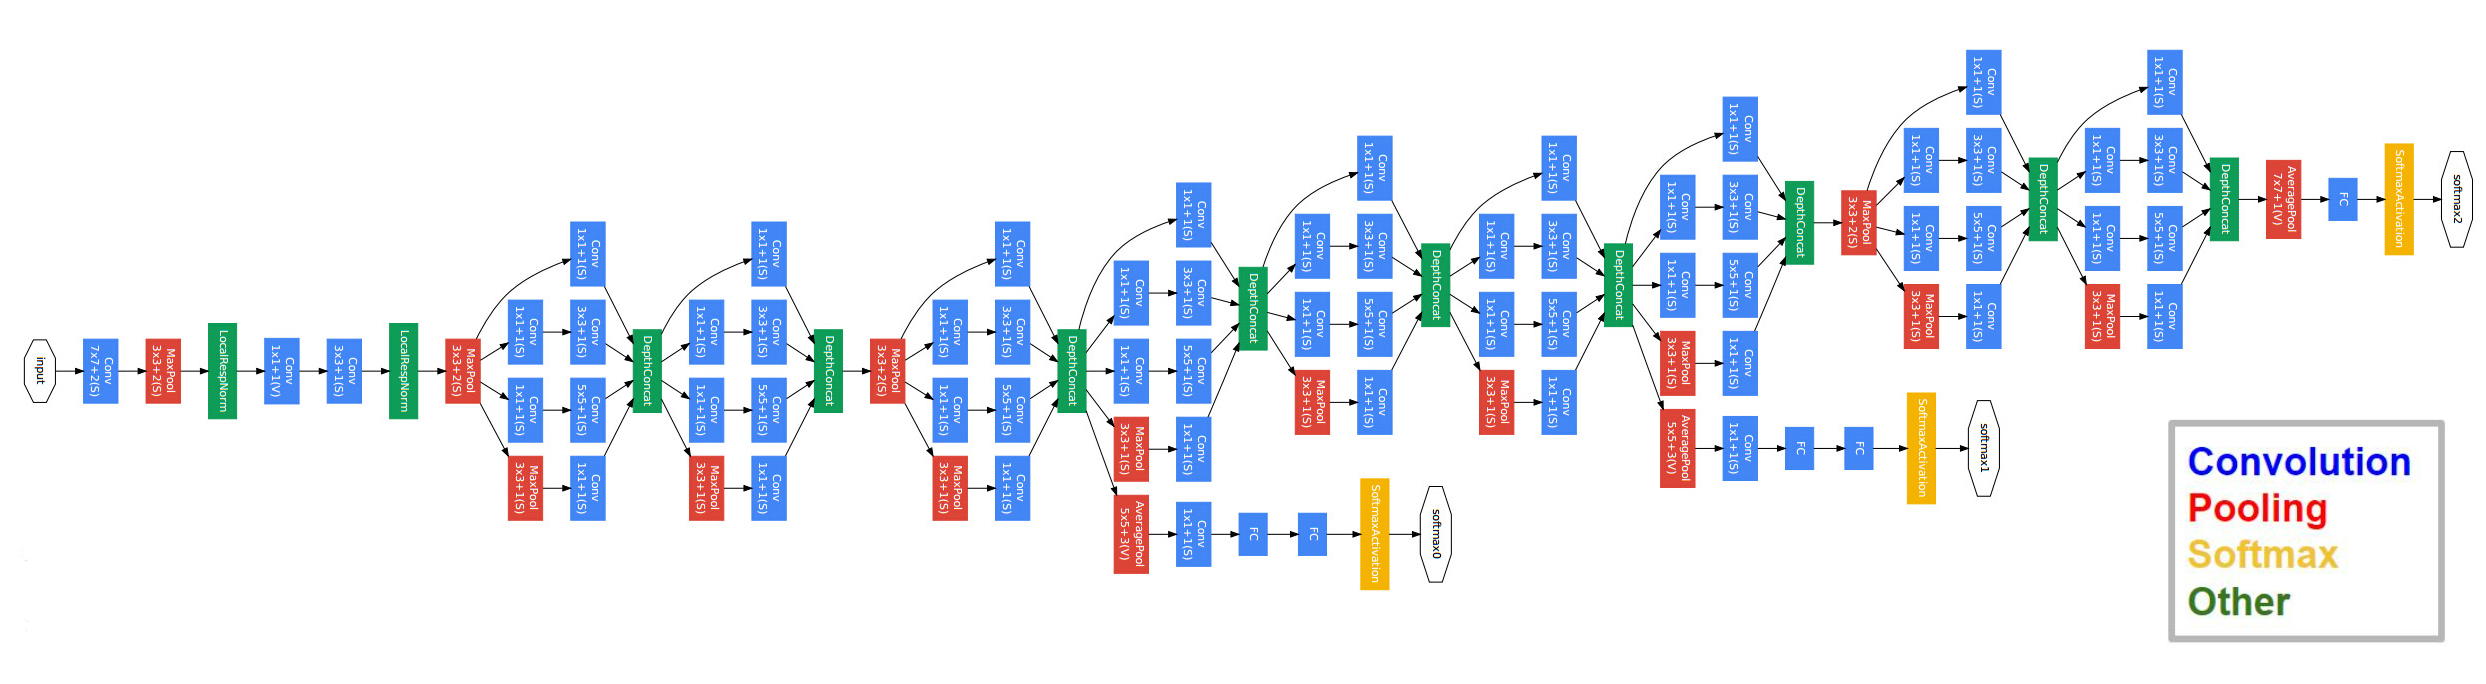 input
Conv
7x7+2(S)
MaxPool
3x3+2(S)
LocalRespNorm
Conv
1x1+1(V)
Conv
3x3+1(S)
LocalRespNorm
MaxPool
3x3+2(S)
Conv
1x1+1(S)
Conv
1x1+1(S)
Conv
3x3+1(S)
Conv
1x1+1(S)
Conv
5x5+1(S)
MaxPool
3x3+1(S)
Conv
1x1+1(S)
DepthConcat
Conv
1x1+1(S)
Conv
1x1+1(S)
Conv
3x3+1(S)
Conv
1x1+1(S)
Conv
5x5+1(S)
MaxPool
3x3+1(S)
Conv
1x1+1(S)
DepthConcat
MaxPool
3x3+2(S)
Conv
1x1+1(S)
Conv
1x1+1(S)
Conv
3x3+1(S)
Conv
1x1+1(S)
Conv
5x5+1(S)
MaxPool
3x3+1(S)
Conv
1x1+1(S)
DepthConcat
Conv
1x1+1(S)
Conv
1x1+1(S)
Conv
3x3+1(S)
Conv
1x1+1(S)
Conv
5x5+1(S)
MaxPool
3x3+1(S)
Conv
1x1+1(S)
DepthConcat
AveragePool
5x5+3(V)
Conv
1x1+1(S)
FC
FC
SoftmaxActivation
softmax0
Conv
1x1+1(S)
Conv
1x1+1(S)
Conv
3x3+1(S)
Conv
1x1+1(S)
Conv
5x5+1(S)
MaxPool
3x3+1(S)
Conv
1x1+1(S)
DepthConcat
Conv
1x1+1(S)
Conv
1x1+1(S)
Conv
3x3+1(S)
Conv
1x1+1(S)
Conv
5x5+1(S)
MaxPool
3x3+1(S)
Conv
1x1+1(S)
DepthConcat
Conv
1x1+1(S)
Conv
1x1+1(S)
Conv
3x3+1(S)
Conv
1x1+1(S)
Conv
5x5+1(S)
MaxPool
3x3+1(S)
Conv
1x1+1(S)
DepthConcat
AveragePool
5x5+3(V)
Conv
1x1+1(S)
FC
FC
SoftmaxActivation
softmax1
MaxPool
3x3+2(S)
Conv
1x1+1(S)
Conv
1x1+1(S)
Conv
3x3+1(S)
Conv
1x1+1(S)
Conv
5x5+1(S)
MaxPool
3x3+1(S)
Conv
1x1+1(S)
DepthConcat
Conv
1x1+1(S)
Conv
1x1+1(S)
Conv
3x3+1(S)
Conv
1x1+1(S)
Conv
5x5+1(S)
MaxPool
3x3+1(S)
Conv
1x1+1(S)
DepthConcat
AveragePool
7x7+1(V)
FC
SoftmaxActivation
softmax2
Convolution
Pooling
Softmax
Other